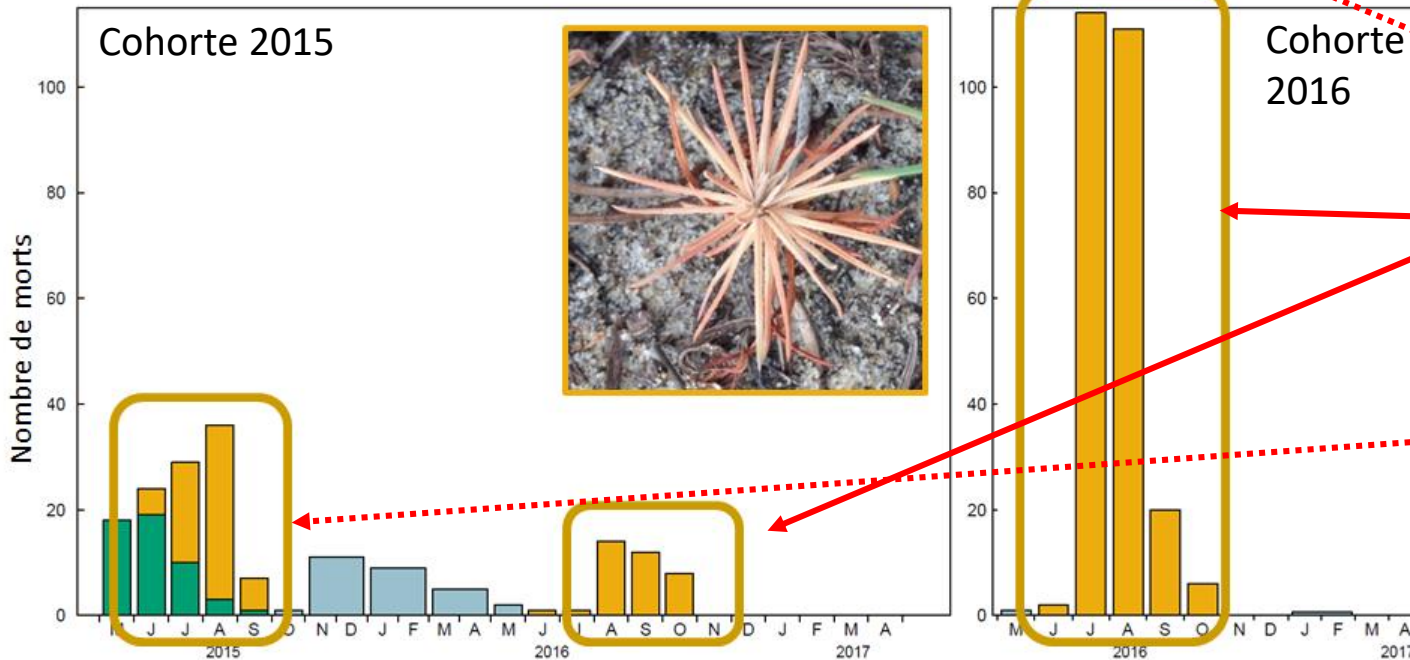 Cohorte 2015
Cohorte
2016
Nombre de morts
100
80
60
40
20
0
M J J A S O N D J F M A M J J A S O N D J F M A
2015 2016 2017
100
80
60
40
20
0
M J J A S O N D J F M A
2016 2017